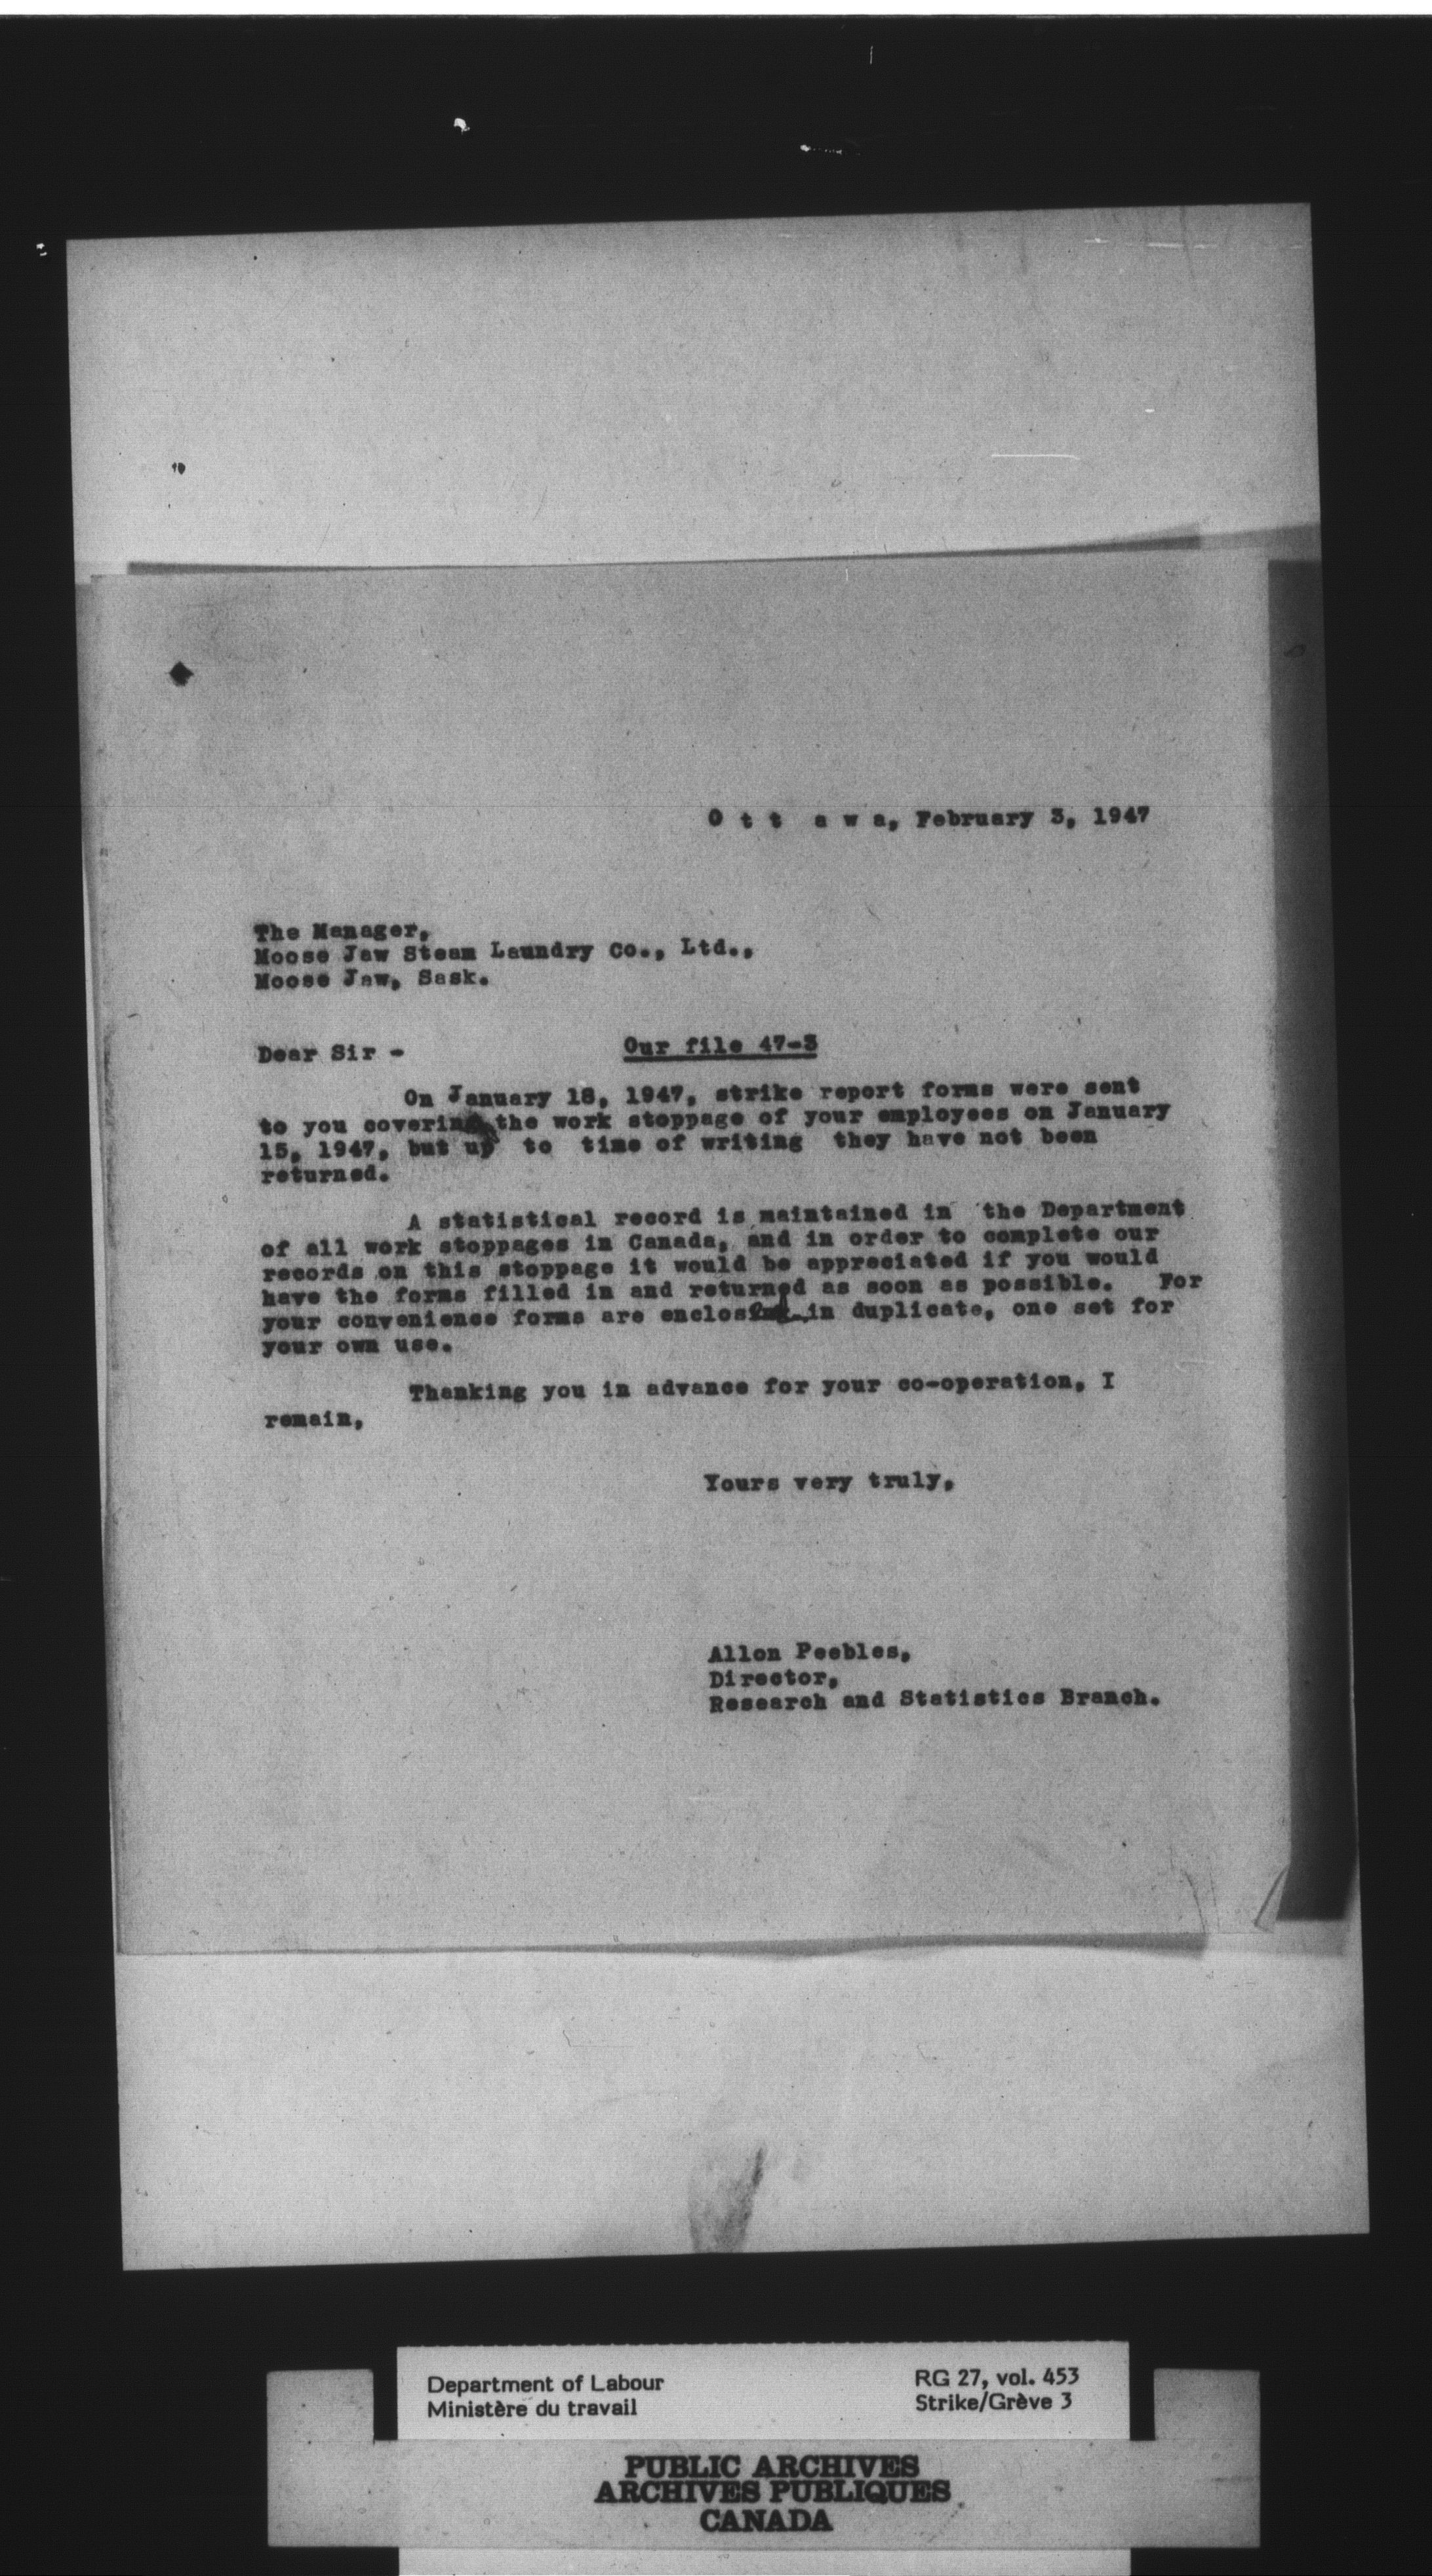 O t t a w a, February 3, 1947
The Manager,
Moose Jaw Steam Laundry Co., Ltd.,
Moose Jaw, Sask.
Dear Sir - Our file 47-3
On January 18, 1947, strike report forms were sent
to you covering the work stoppage of your employees on January
15, 1947, but up to time of writing they have not been
returned.
A statistical record is maintained in the Department
of all work stoppages in Canada, and in order to complete our
records on this stoppage it would be appreciated if you would
have the forms filled in and returned as soon as possible. For
your convenience forms are in duplicate, one set for
your own use.
Thanking you in advance for your co-operation, I
remain,
Yours very truly,
Allon Peebles,
Director,
Research and Statistics Branch.
Department of Labour RG 27, vol. 453
Ministère du travail Strike/Grève 3
PUBLIC ARCHIVES
ARCHIVES PUBLIQUES
CANADA